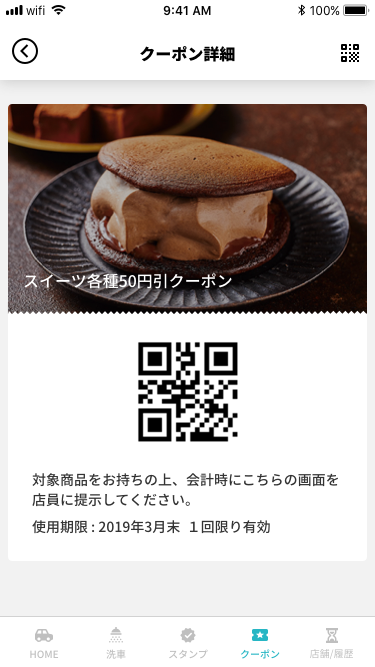 wifi 9:41 AM 100%
クーポン詳細
スイーツ各種50円引クーポン
対象商品をお持ちの上、会計時にこちらの画面を
店員に提示してください。
使用期限 : 2019年3月末 １回限り有効
HOME 洗車 スタンプ クーポン 店舗/履歴